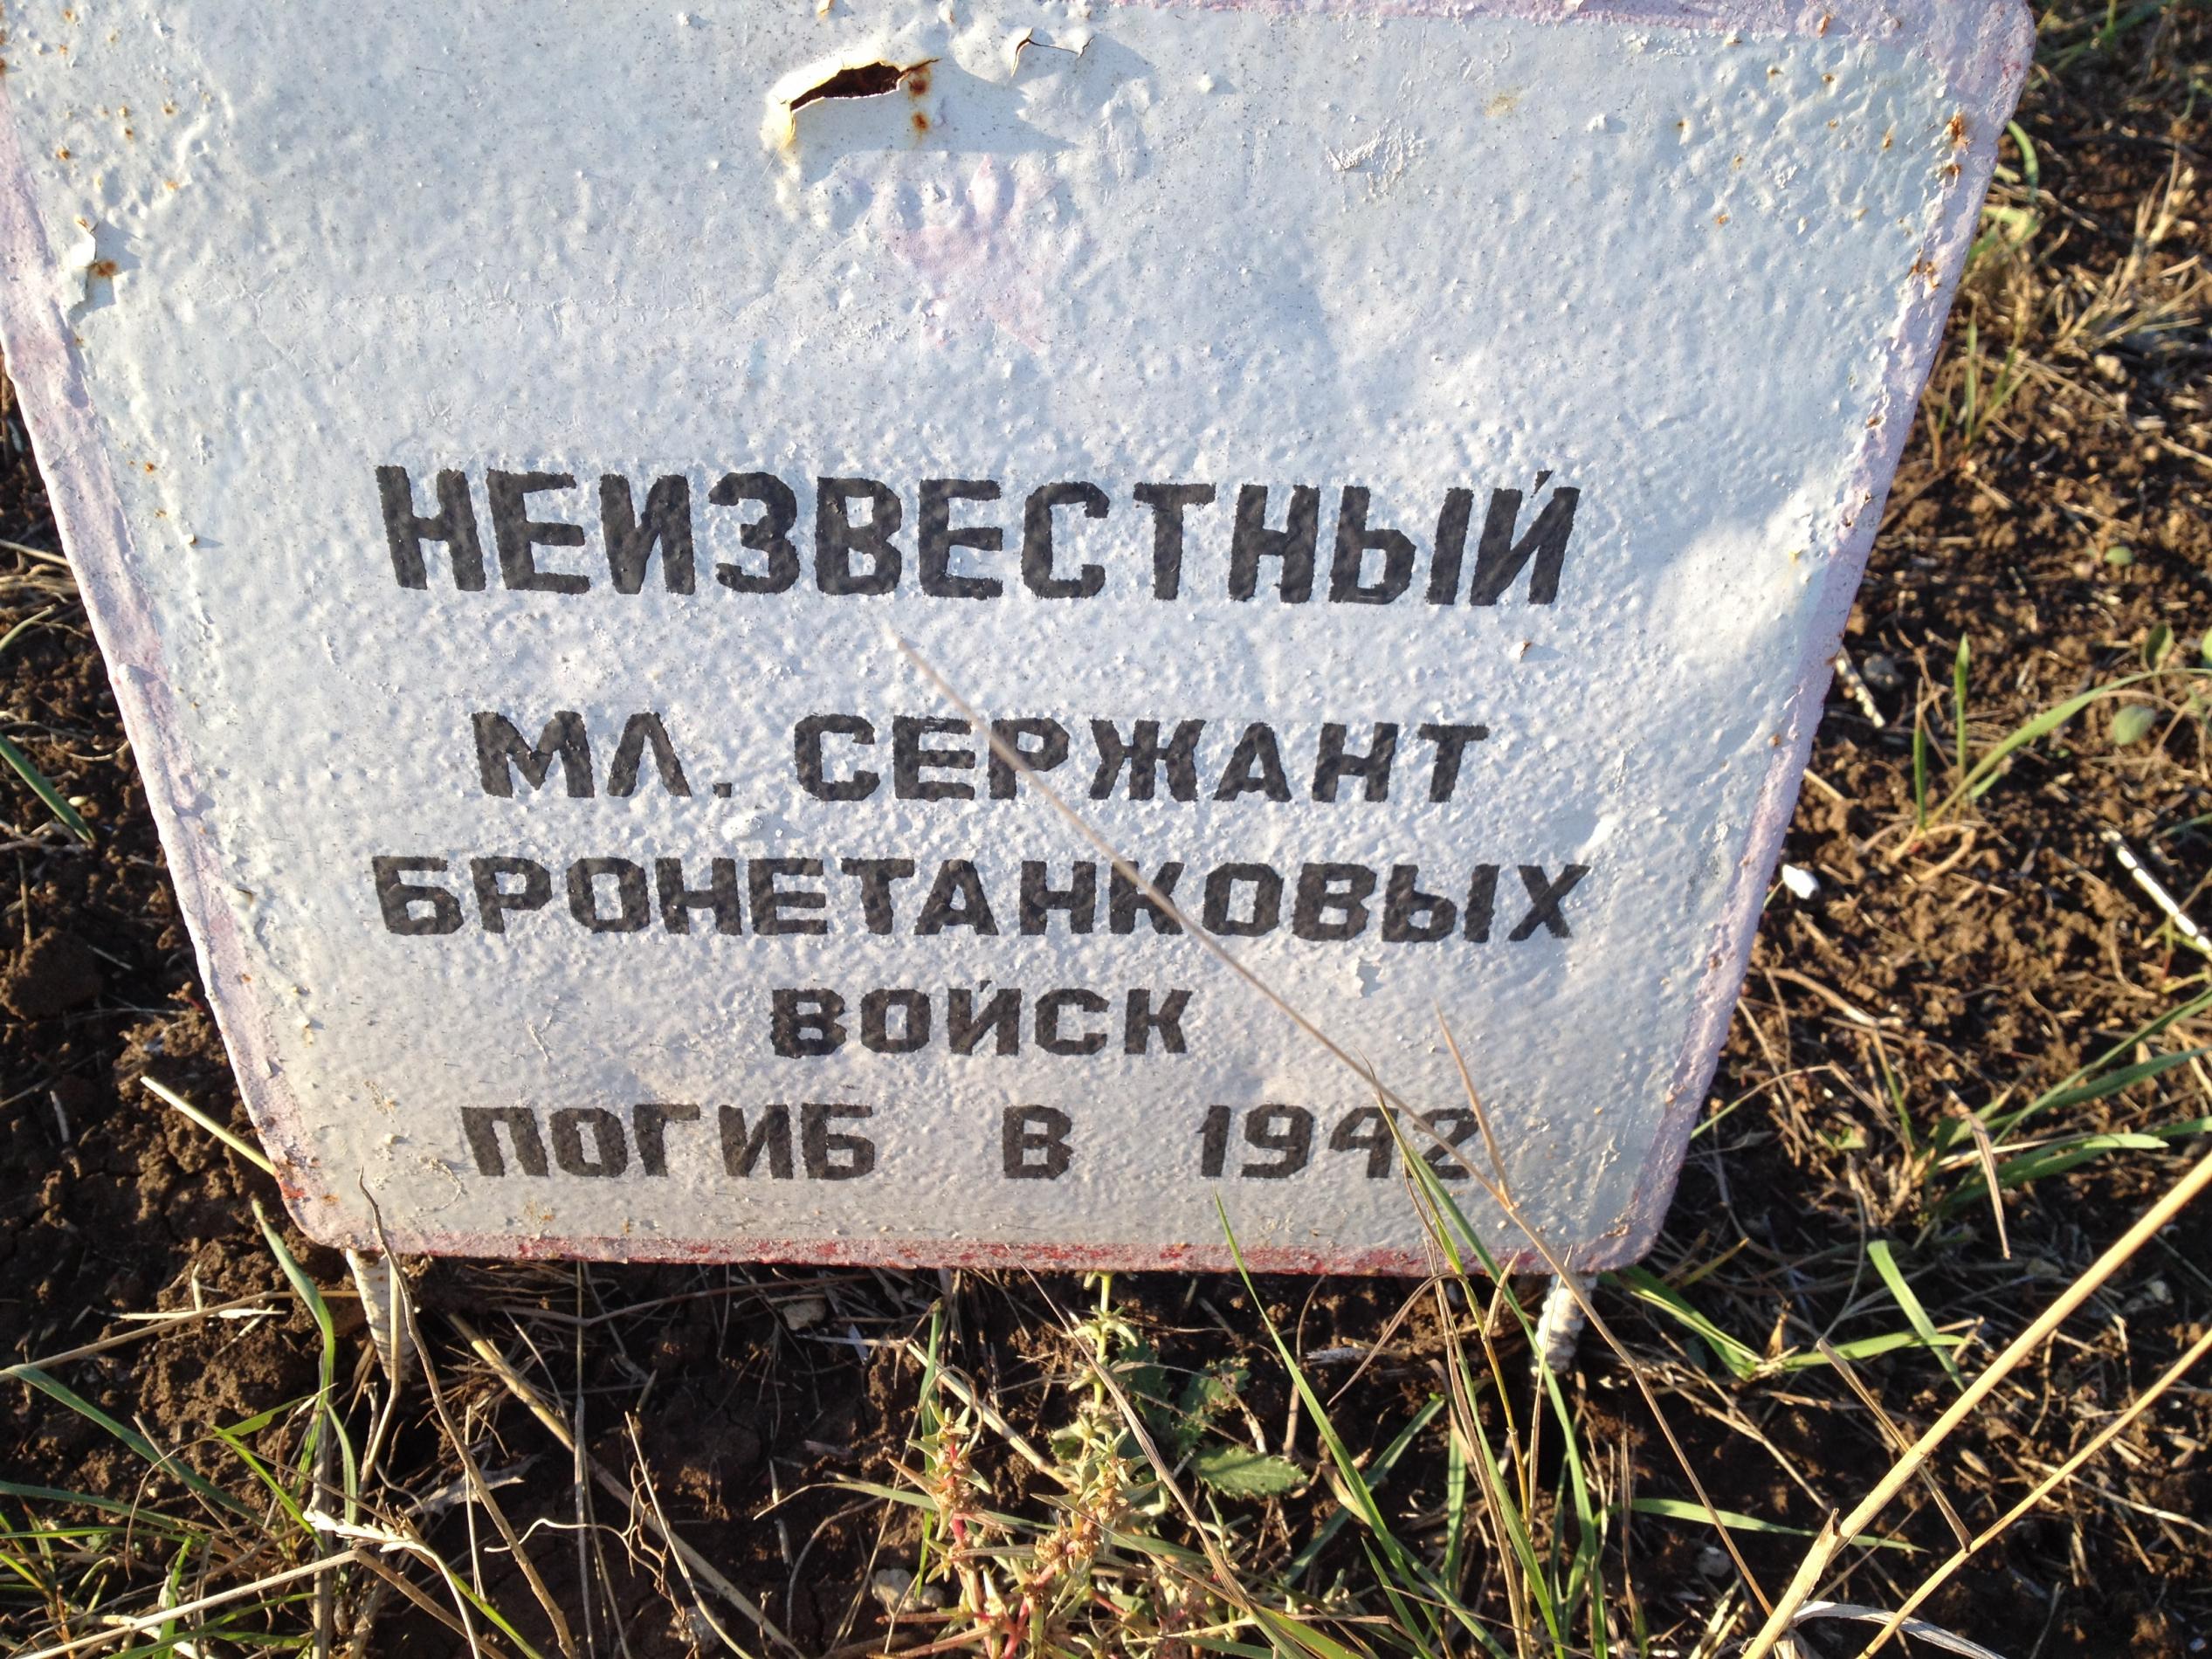 НЕИЗВЕСТНЫЙ
МЛ. СЕРЖАНТ
БРОНЕТАНКОВЫХ
ВОЙСК
ПОГИБ В 1942